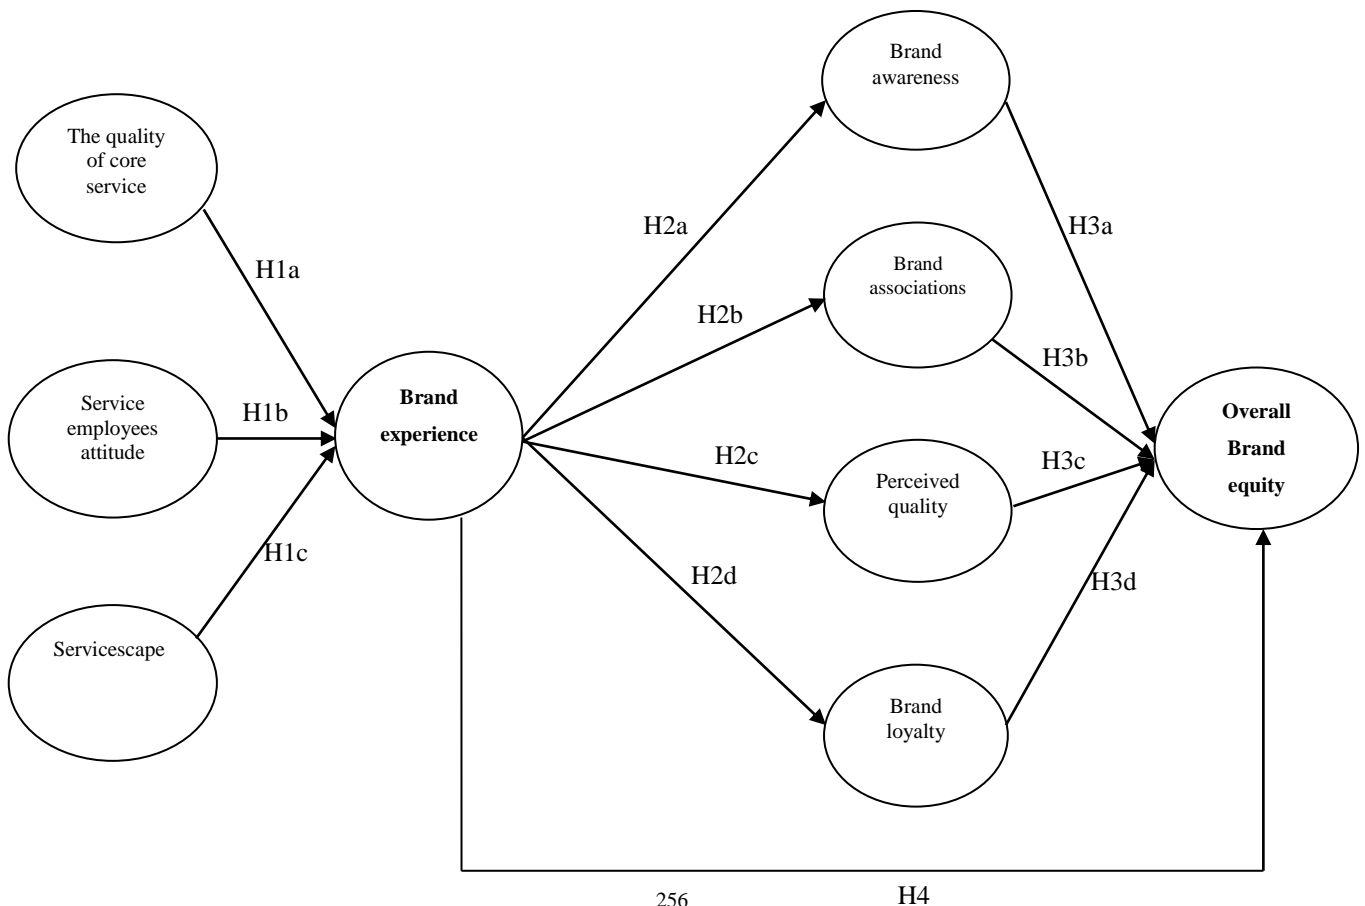 The quality
of core
service
H1a
Service
employees
attitude
H1b
Servicescape
H1c
Brand
experience
H2a
H2b
H2c
H2d
Brand
awareness
Brand
associations
Perceived
quality
Brand
loyalty
H3a
H3b
H3c
H3d
Overall
Brand
equity
H4
256